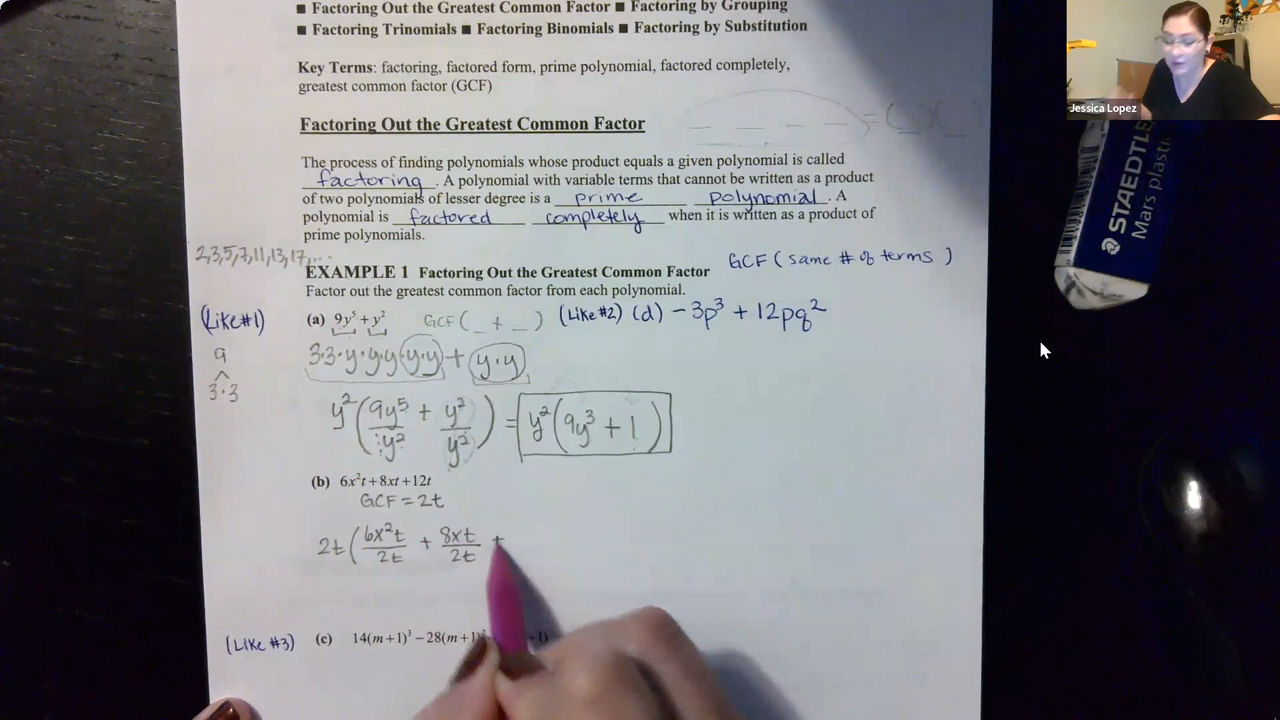 ■ Factoring Out the Greatest Common Factor ■ Factoring by Grouping
■ Factoring Trinomials ■ Factoring Binomials ■ Factoring by Substitution
Key Terms: factoring, factored form, prime polynomial, factored completely,
greatest common factor (GCF)
Jessica Lopez
Factoring Out the Greatest Common Factor
_ _ _ _ = (_)(_)
The process of finding polynomials whose product equals a given polynomial is called
factoring. A polynomial with variable terms that cannot be written as a product
of two polynomials of lesser degree is a prime polynomial. A
polynomial is factored completely when it is written as a product of
prime polynomials.
STAEDTLER
Mars plastic
2,3,5,7,11,13,17,...
EXAMPLE 1 Factoring Out the Greatest Common Factor
GCF (same # of terms)
Factor out the greatest common factor from each polynomial.
(Like #1) (a) 9y⁵ + y² GCF(_ + _) (Like #2) (d) −3p³ + 12pq²
9
3·3
3·3·y·y·y·y·y + y·y
y²(9y⁵/y² + y²/y²) = y²(9y³ + 1)
(b) 6x²t + 8xt + 12t
GCF = 2t
2t(6x²t/2t + 8xt/2t +
(Like #3) (c) 14(m+1)³ − 28(m+1)²